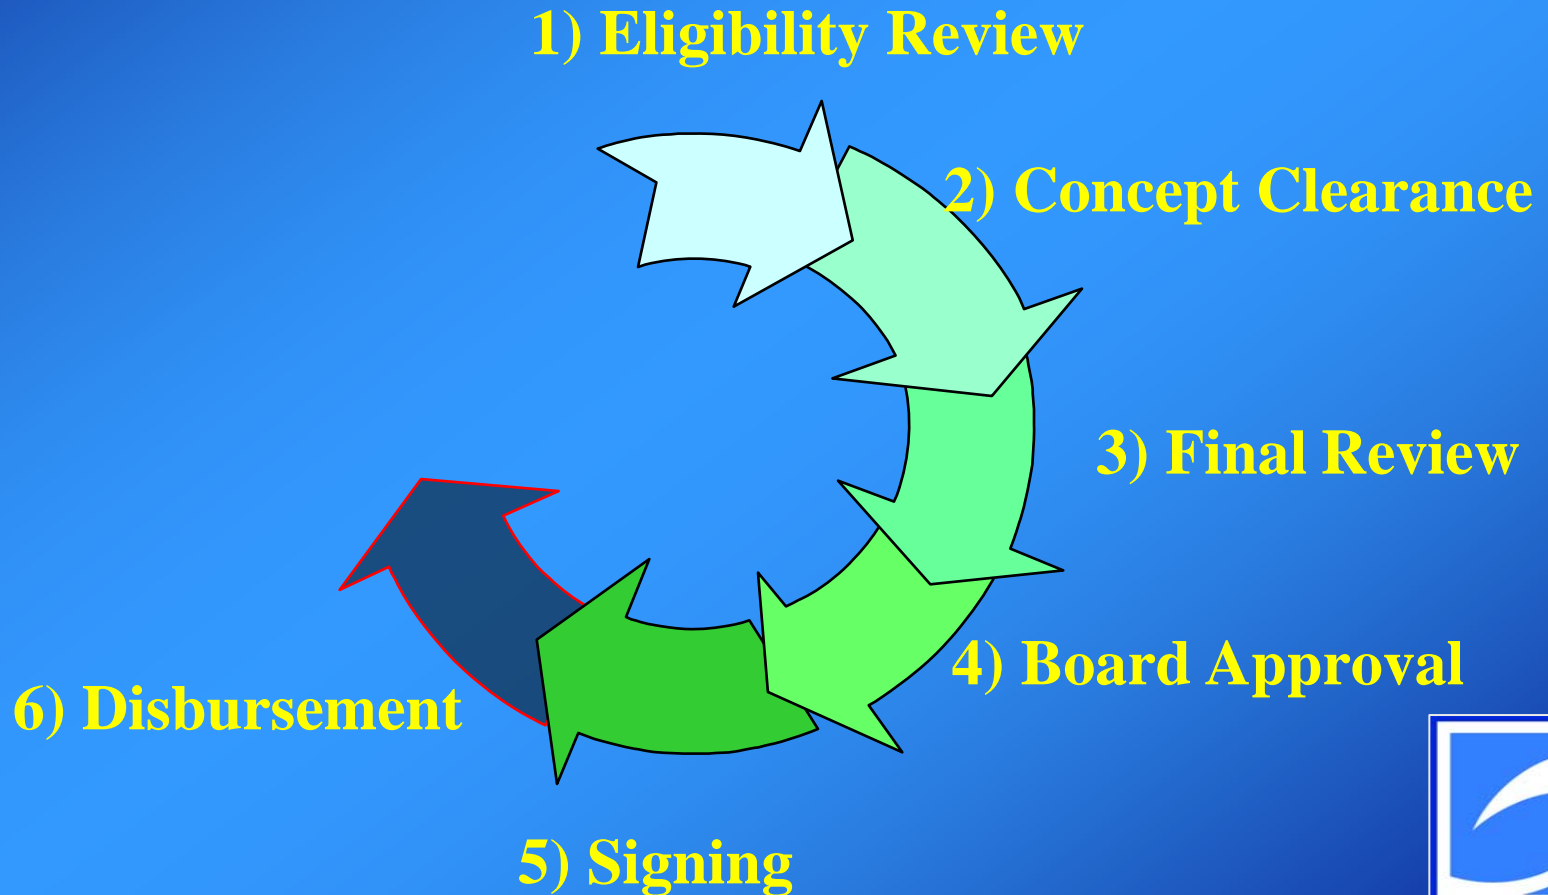 1) Eligibility Review
2) Concept Clearance
3) Final Review
4) Board Approval
5) Signing
6) Disbursement